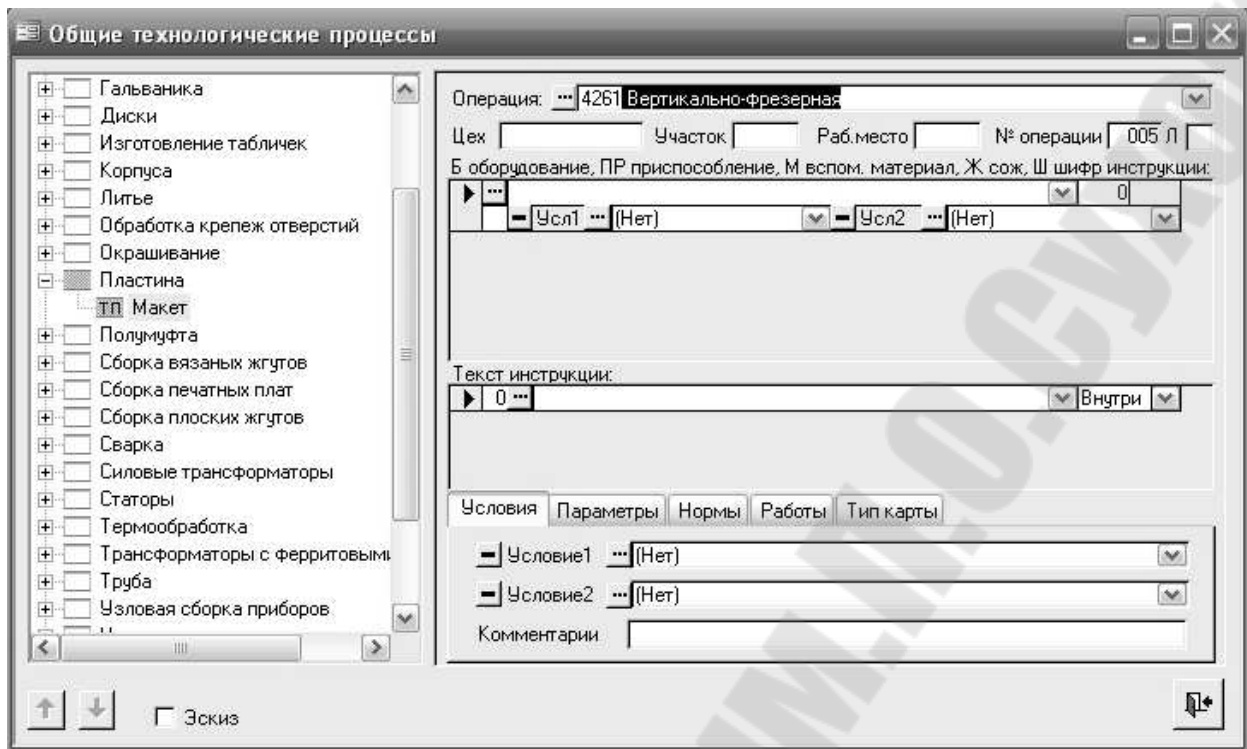 Общие технологические процессы
Гальваника
Диски
Изготовление табличек
Корпуса
Литье
Обработка крепеж отверстий
Окрашивание
Пластина
ТП Макет
Полумуфта
Сборка вязаных жгутов
Сборка печатных плат
Сборка плоских жгутов
Сварка
Силовые трансформаторы
Статоры
Термообработка
Трансформаторы с ферритовыми
Труба
Узловая сборка приборов
Операция: ... 4261 Вертикально-фрезерная
Цех Участок Раб.место № операции 005 Л
Б оборудование, ПР приспособление, М вспом. материал, Ж сож, Ш шифр инструкции:
... 0
Усл1 ... (Нет) Усл2 ... (Нет)
Текст инструкции:
0 ... Внутри
Условия Параметры Нормы Работы Тип карты
Условие1 ... (Нет)
Условие2 ... (Нет)
Комментарии
Эскиз